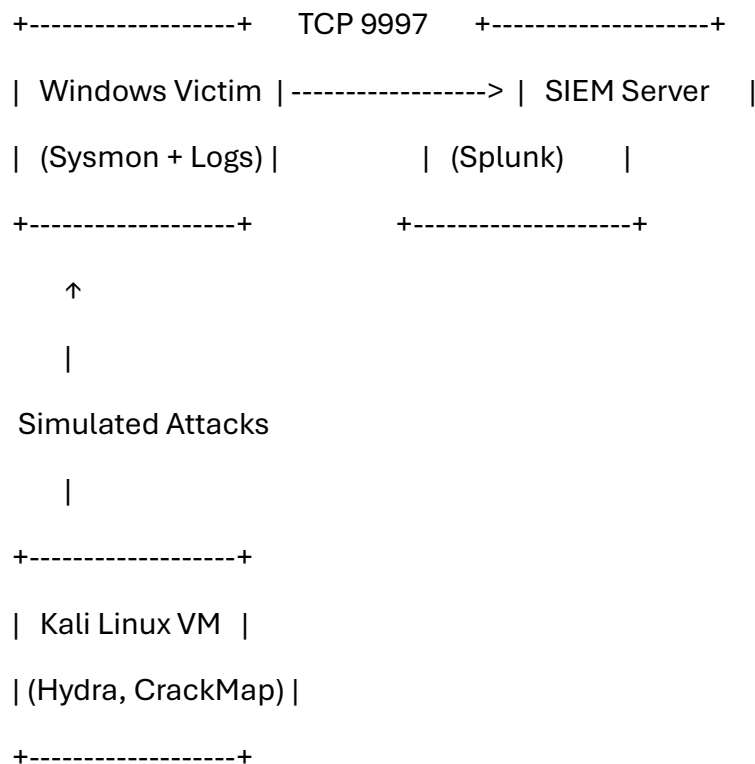 +-------------------+ TCP 9997 +--------------------+
| Windows Victim | ------------------> | SIEM Server |
| (Sysmon + Logs) | | (Splunk) |
+-------------------+ +--------------------+
↑
|
Simulated Attacks
|
+-------------------+
| Kali Linux VM |
| (Hydra, CrackMap) |
+-------------------+